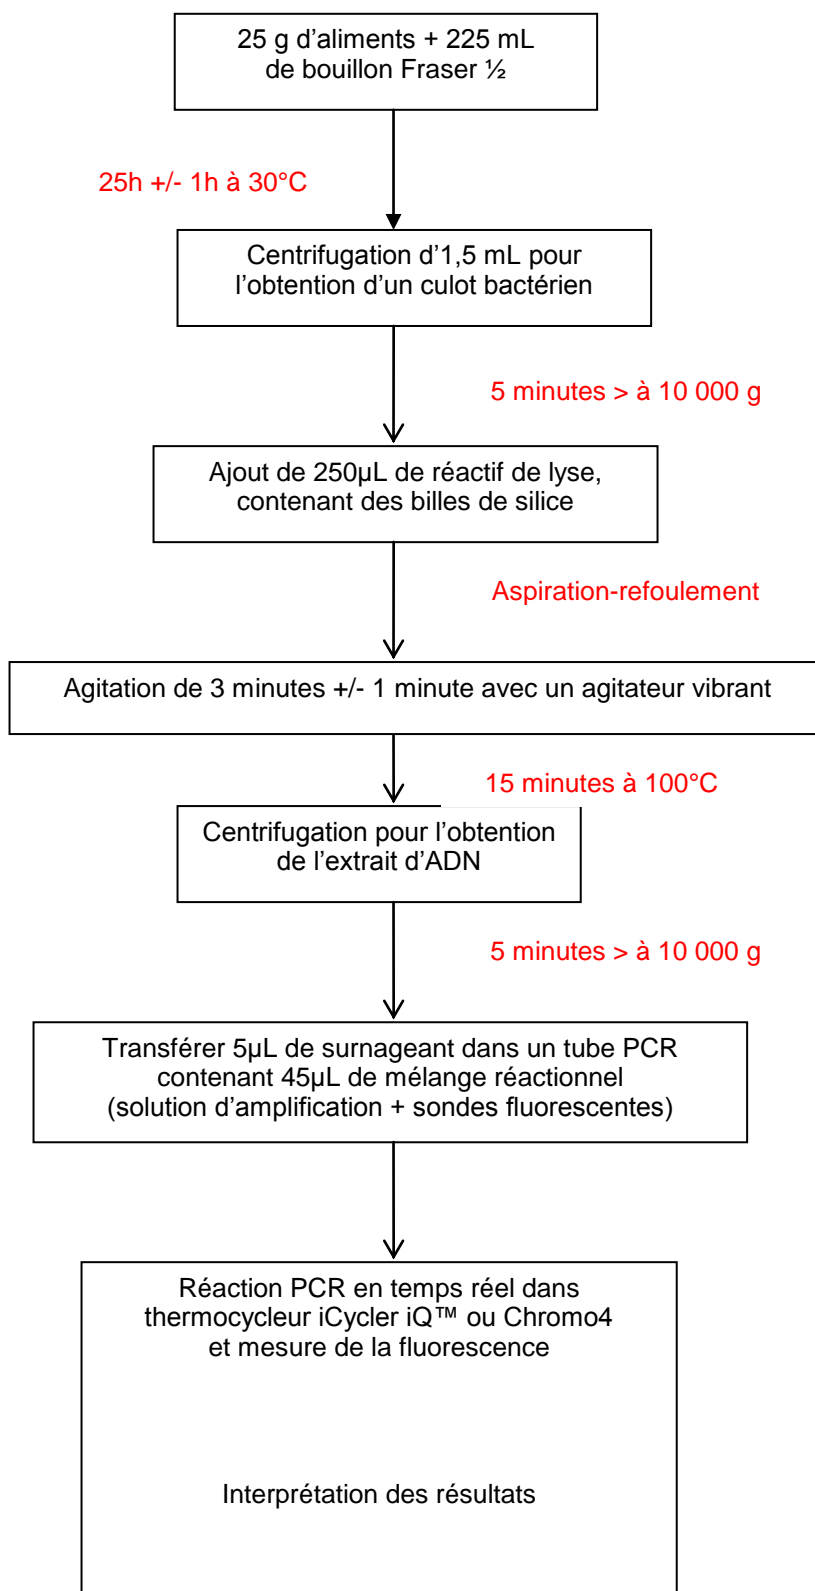 25 g d’aliments + 225 mL
de bouillon Fraser ½
25h +/- 1h à 30°C
Centrifugation d’1,5 mL pour
l’obtention d’un culot bactérien
5 minutes > à 10 000 g
Ajout de 250µL de réactif de lyse,
contenant des billes de silice
Aspiration-refoulement
Agitation de 3 minutes +/- 1 minute avec un agitateur vibrant
15 minutes à 100°C
Centrifugation pour l’obtention
de l’extrait d’ADN
5 minutes > à 10 000 g
Transférer 5µL de surnageant dans un tube PCR
contenant 45µL de mélange réactionnel
(solution d’amplification + sondes fluorescentes)
Réaction PCR en temps réel dans
thermocycleur iCycler iQ™ ou Chromo4
et mesure de la fluorescence
Interprétation des résultats